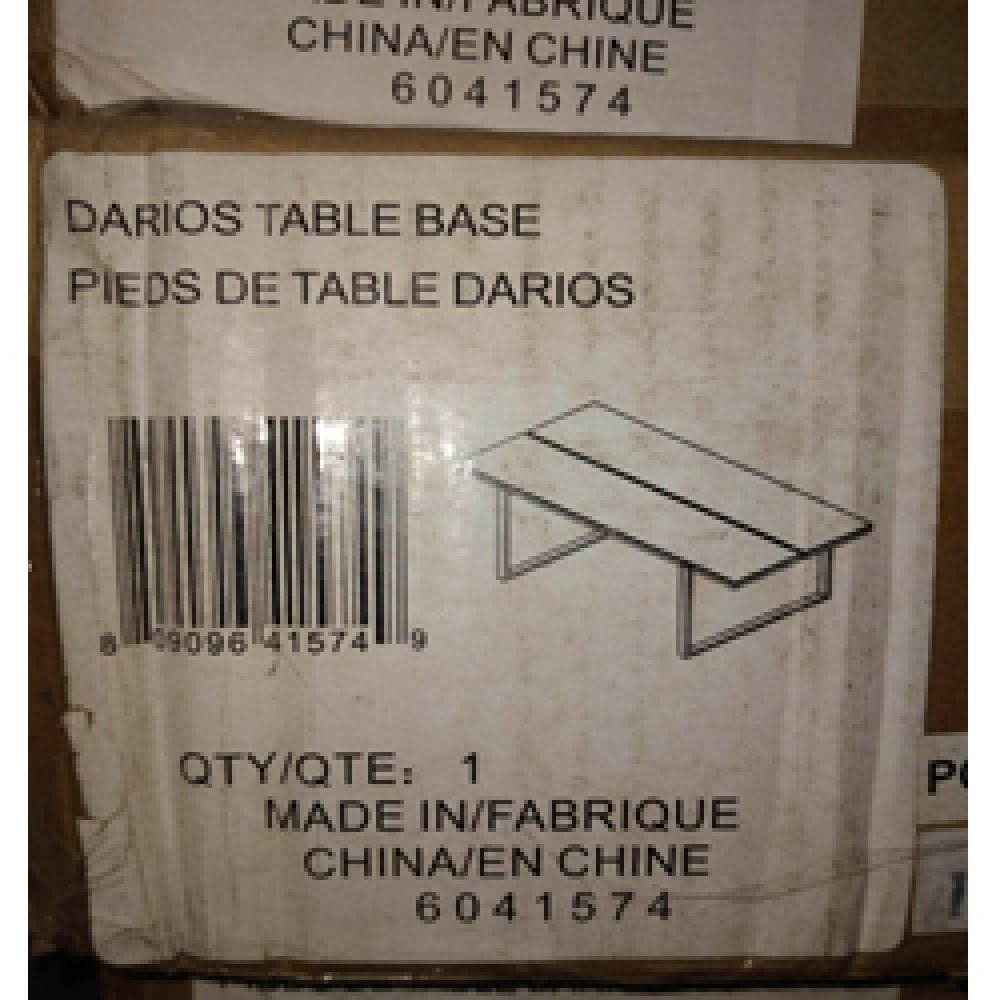 CHINA/EN CHINE
6041574
DARIOS TABLE BASE
PIEDS DE TABLE DARIOS
8 09096 41574 9
QTY/QTE: 1
MADE IN/FABRIQUE
CHINA/EN CHINE
6041574